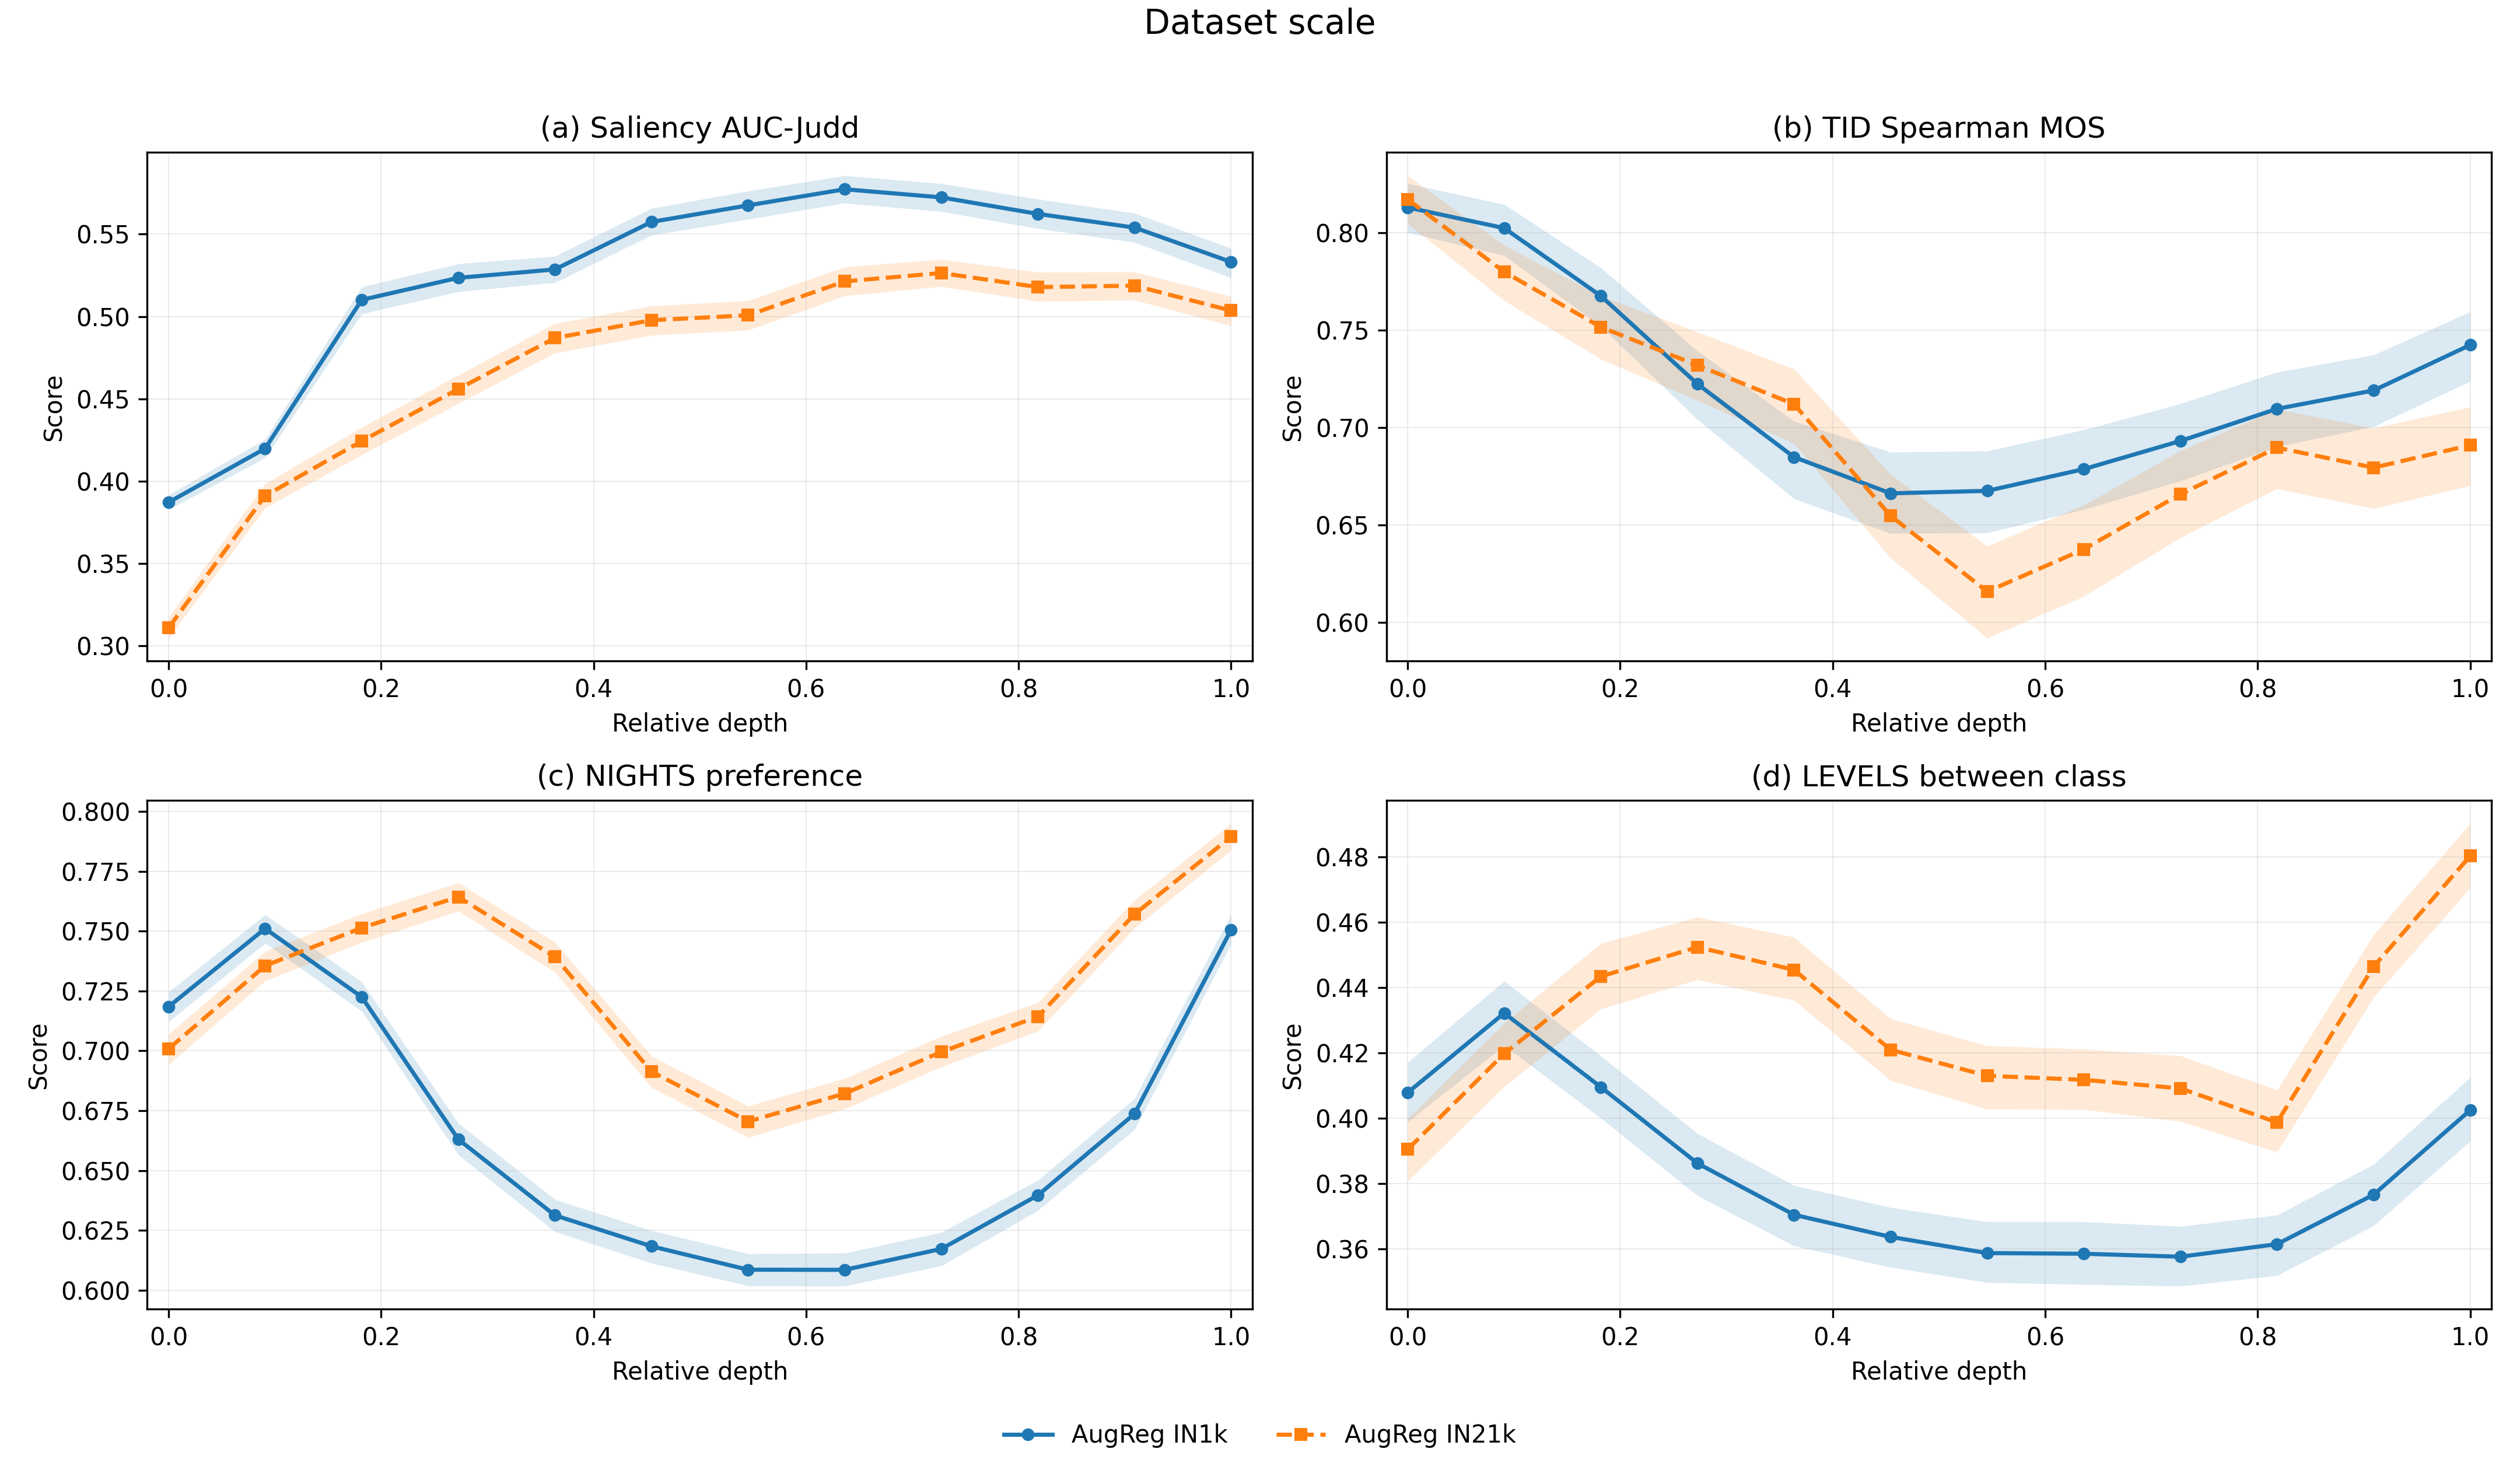 Dataset scale
(a) Saliency AUC-Judd
Score
0.55
0.50
0.45
0.40
0.35
0.30
0.0 0.2 0.4 0.6 0.8 1.0
Relative depth
(b) TID Spearman MOS
Score
0.80
0.75
0.70
0.65
0.60
0.0 0.2 0.4 0.6 0.8 1.0
Relative depth
(c) NIGHTS preference
Score
0.800
0.775
0.750
0.725
0.700
0.675
0.650
0.625
0.600
0.0 0.2 0.4 0.6 0.8 1.0
Relative depth
(d) LEVELS between class
Score
0.48
0.46
0.44
0.42
0.40
0.38
0.36
0.0 0.2 0.4 0.6 0.8 1.0
Relative depth
AugReg IN1k AugReg IN21k